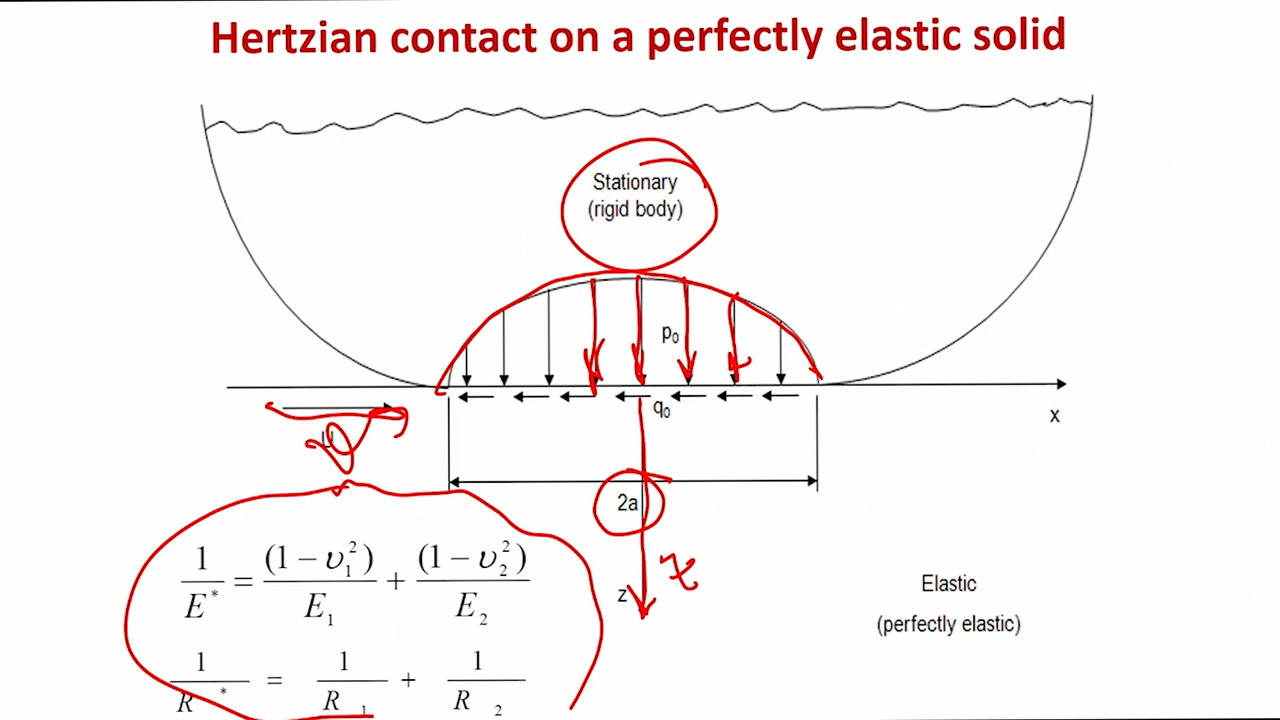 Hertzian contact on a perfectly elastic solid
Stationary
(rigid body)
p₀
q₀
x
2a
z
z
Elastic
(perfectly elastic)
1/E* = (1 − υ₁²)/E₁ + (1 − υ₂²)/E₂
1/R* = 1/R₁ + 1/R₂